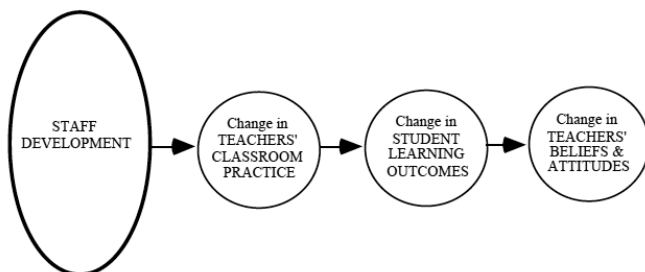 STAFF
DEVELOPMENT
Change in
TEACHERS'
CLASSROOM
PRACTICE
Change in
STUDENT
LEARNING
OUTCOMES
Change in
TEACHERS'
BELIEFS &
ATTITUDES